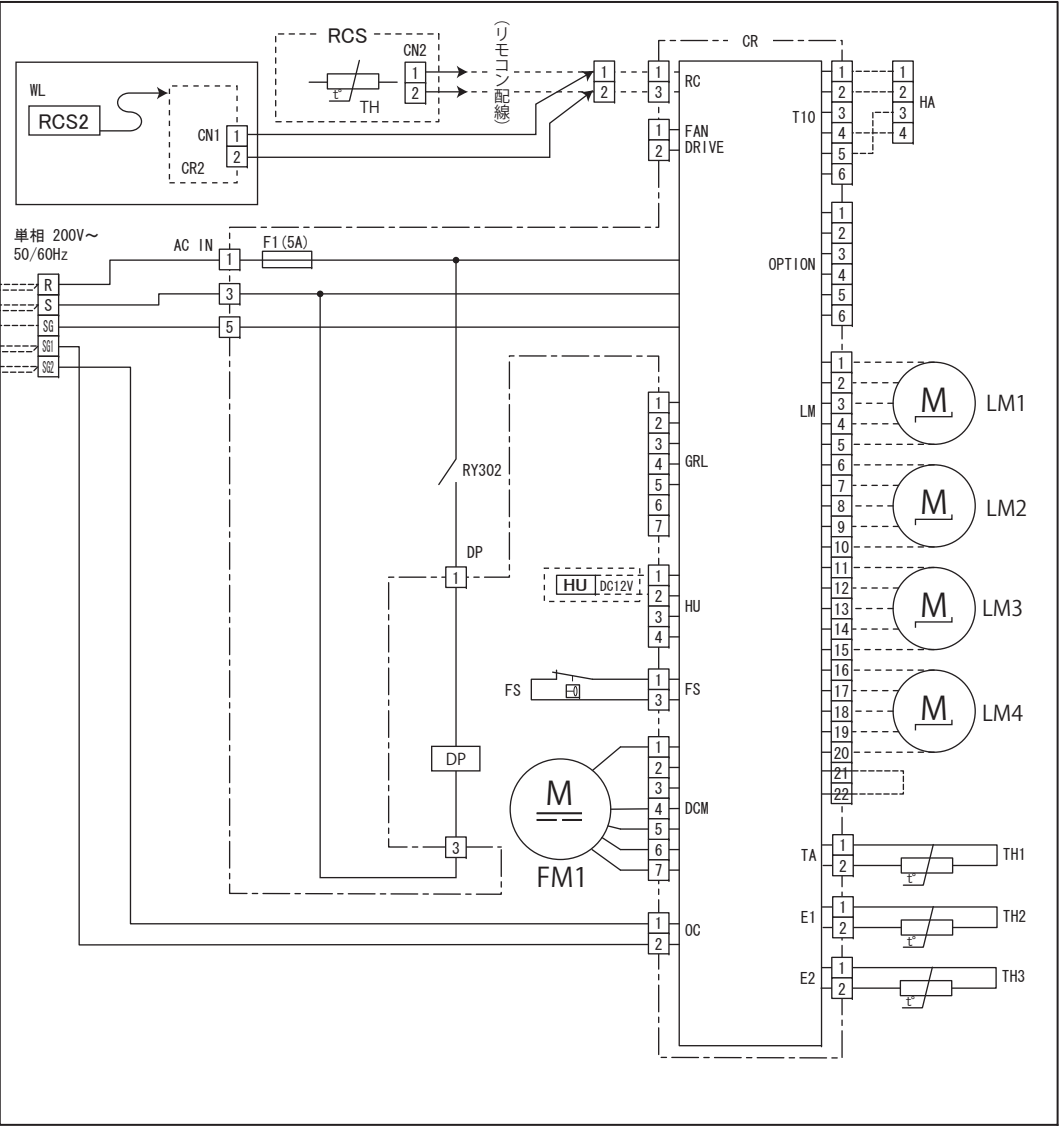 RCS
CN2
1
2
t°
TH
(リモコン配線)
1
2
CR
1
3
RC
1
2
FAN
DRIVE
WL
RCS2
CN1
1
2
CR2
T10
1
2
3
4
5
6
1
2
3
4
HA
単相 200V~
50/60Hz
R
S
SG
SG1
SG2
AC IN
1
3
5
F1(5A)
OPTION
1
2
3
4
5
6
RY302
DP
1
DP
3
1
2
3
4
5
6
7
GRL
HU
DC12V
1
2
3
4
HU
FS
1
3
FS
M
FM1
1
2
3
4
5
6
7
DCM
1
2
OC
LM
1
2
3
4
5
6
7
8
9
10
11
12
13
14
15
16
17
18
19
20
21
22
M
LM1
M
LM2
M
LM3
M
LM4
TA
1
2
t°
TH1
E1
1
2
t°
TH2
E2
1
2
t°
TH3